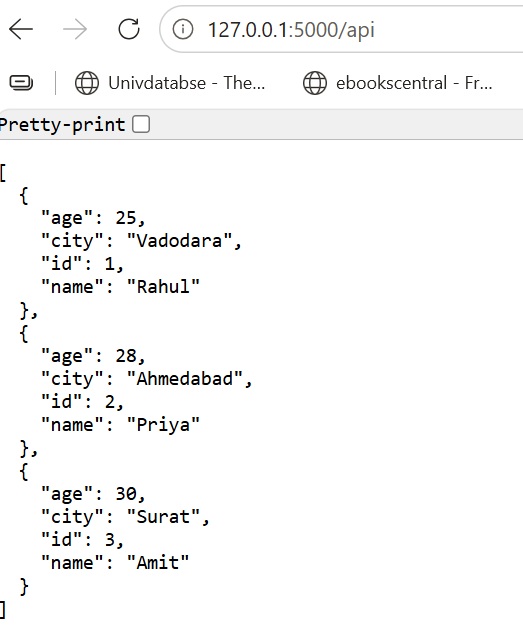 127.0.0.1:5000/api
Univdatabse - The... ebookscentral - Fr...
Pretty-print
[
  {
    "age": 25,
    "city": "Vadodara",
    "id": 1,
    "name": "Rahul"
  },
  {
    "age": 28,
    "city": "Ahmedabad",
    "id": 2,
    "name": "Priya"
  },
  {
    "age": 30,
    "city": "Surat",
    "id": 3,
    "name": "Amit"
  }
]